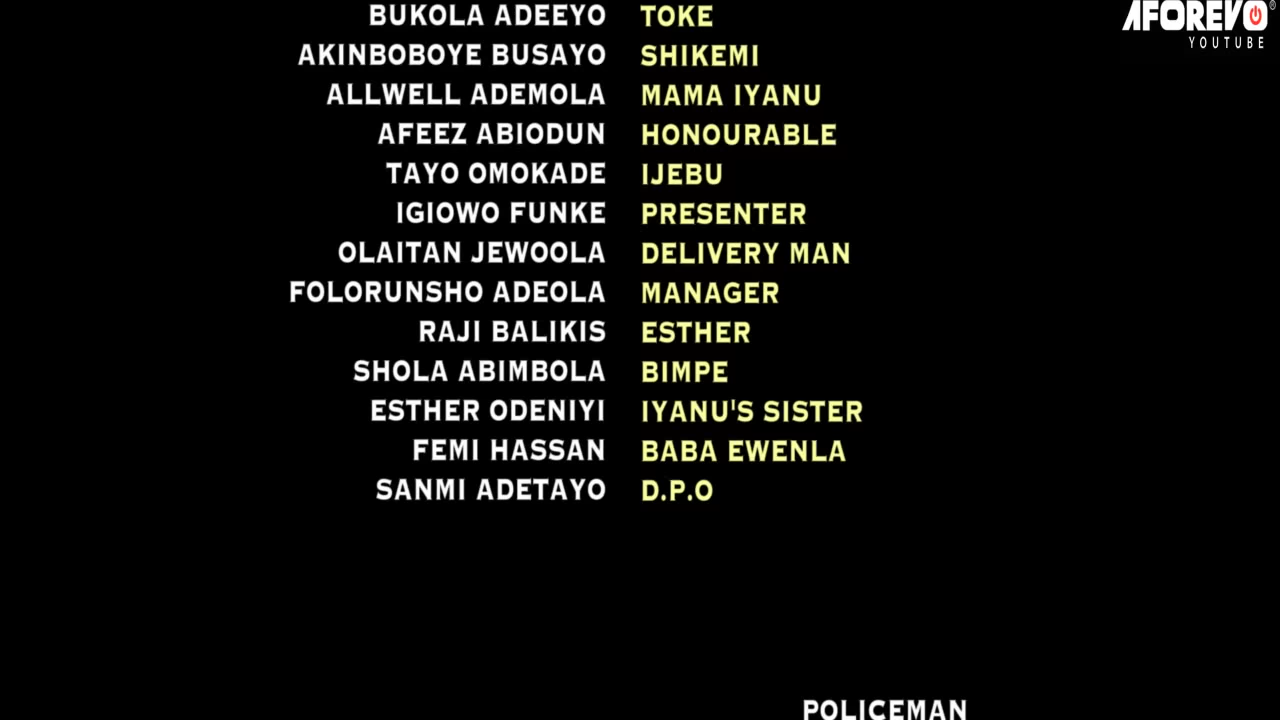 BUKOLA ADEEYO TOKE
AKINBOBOYE BUSAYO SHIKEMI
ALLWELL ADEMOLA MAMA IYANU
AFEEZ ABIODUN HONOURABLE
TAYO OMOKADE IJEBU
IGIOWO FUNKE PRESENTER
OLAITAN JEWOOLA DELIVERY MAN
FOLORUNSHO ADEOLA MANAGER
RAJI BALIKIS ESTHER
SHOLA ABIMBOLA BIMPE
ESTHER ODENIYI IYANU'S SISTER
FEMI HASSAN BABA EWENLA
SANMI ADETAYO D.P.O
POLICEMAN
AFOREVO®
YOUTUBE